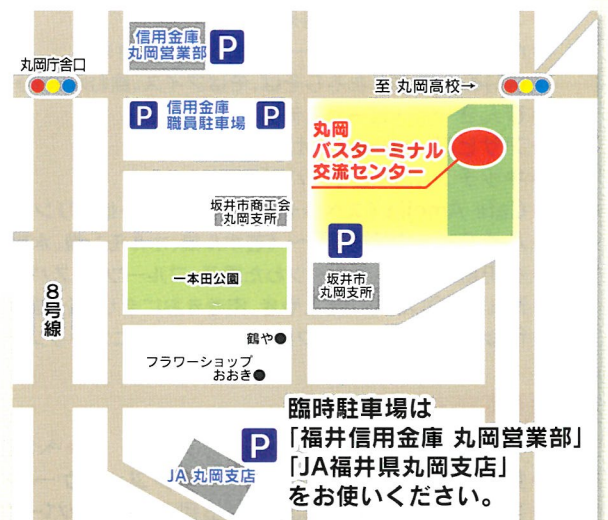 信用金庫
丸岡営業部
P
丸岡庁舎口
至 丸岡高校→
P
信用金庫
職員駐車場
P
丸岡
バスターミナル
交流センター
坂井市商工会
丸岡支所
P
一本田公園
坂井市
丸岡支所
8号線
鶴や
フラワーショップ
おおき
P
JA 丸岡支店
臨時駐車場は
「福井信用金庫 丸岡営業部」
「JA福井県丸岡支店」
をお使いください。